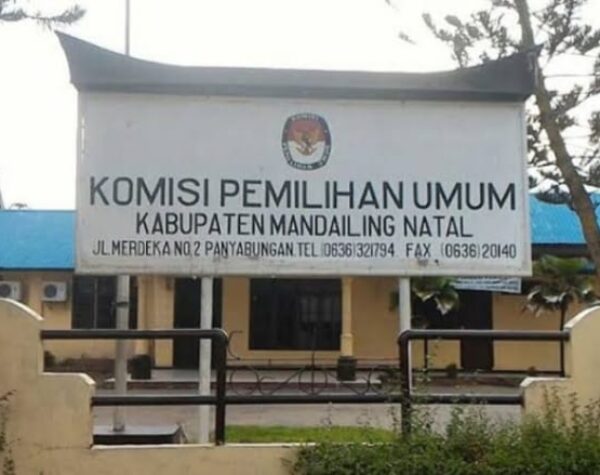 KOMISI PEMILIHAN UMUM
KABUPATEN MANDAILING NATAL
JL.MERDEKA NO.2 PANYABUNGAN.TEL (0636)321794 FAX (0636)20140